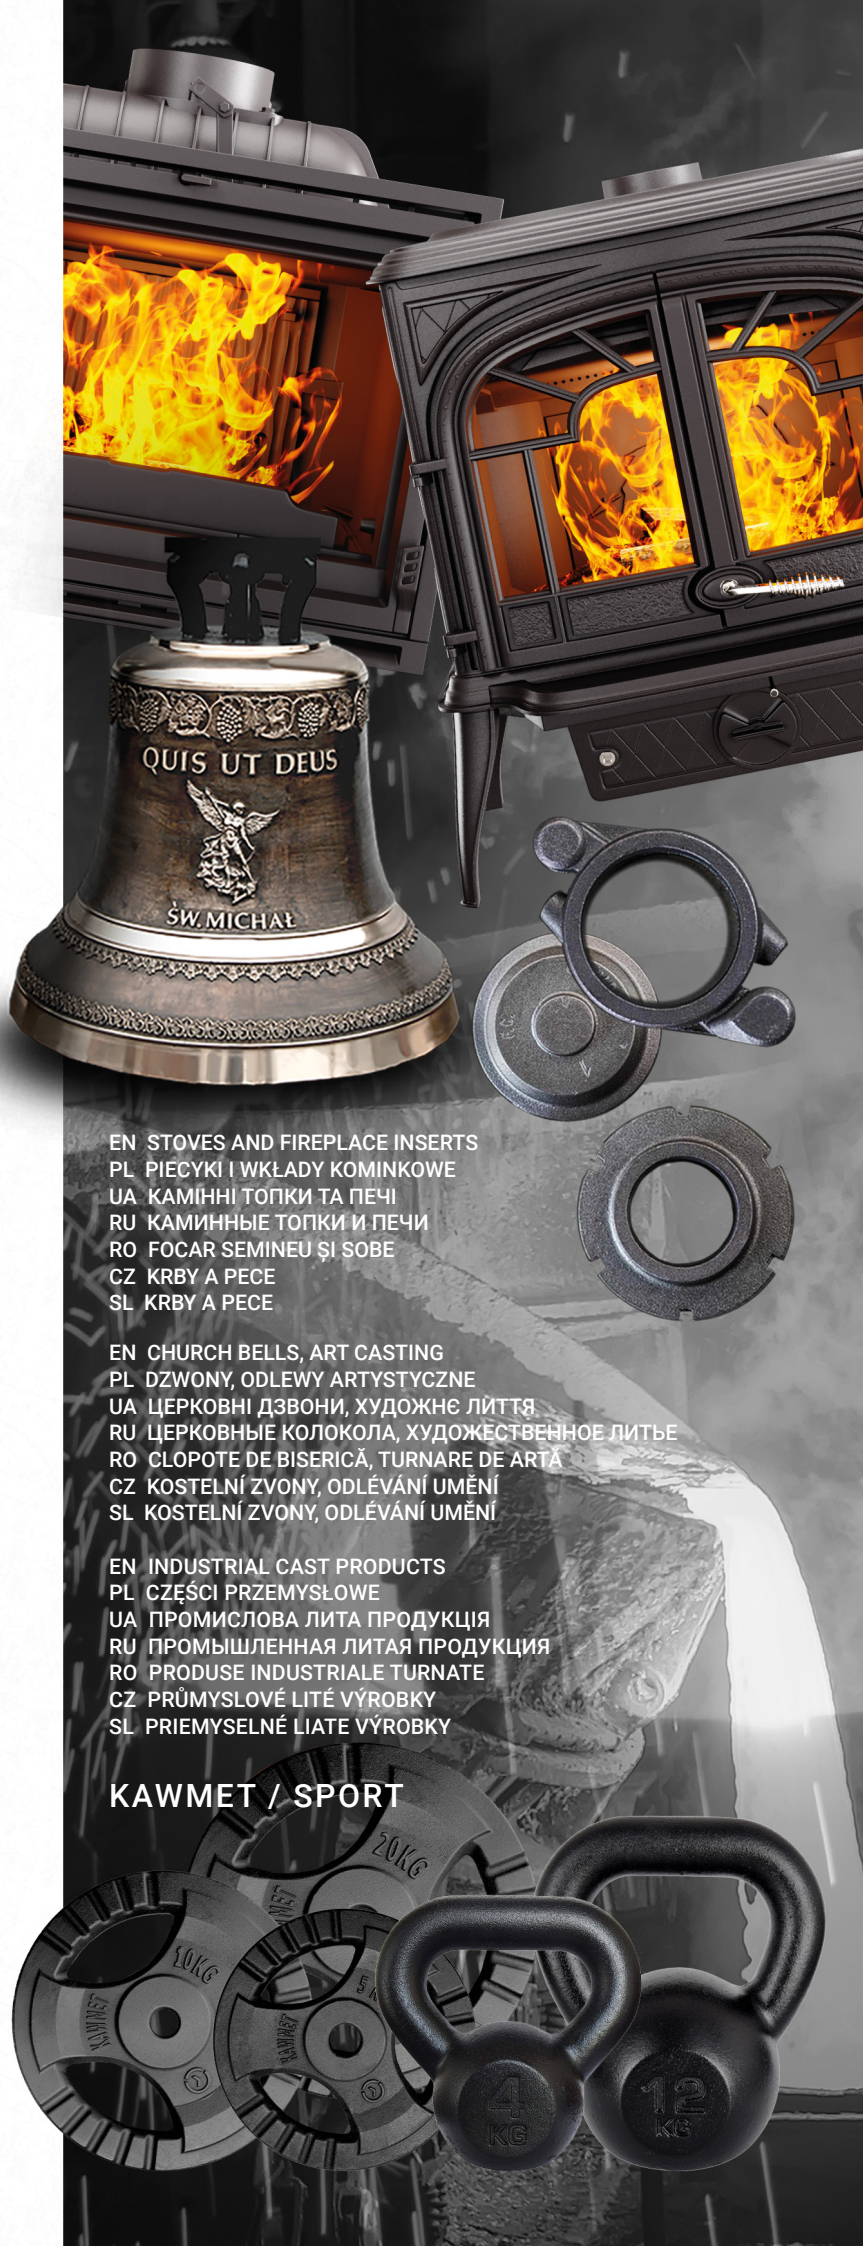 QUIS UT DEUS
ŚW. MICHAŁ
F.C.
EN STOVES AND FIREPLACE INSERTS
PL PIECYKI I WKŁADY KOMINKOWE
UA КАМІННІ ТОПКИ ТА ПЕЧІ
RU КАМИННЫЕ ТОПКИ И ПЕЧИ
RO FOCAR SEMINEU ȘI SOBE
CZ KRBY A PECE
SL KRBY A PECE
EN CHURCH BELLS, ART CASTING
PL DZWONY, ODLEWY ARTYSTYCZNE
UA ЦЕРКОВНІ ДЗВОНИ, ХУДОЖНЄ ЛИТТЯ
RU ЦЕРКОВНЫЕ КОЛОКОЛА, ХУДОЖЕСТВЕННОЕ ЛИТЬЕ
RO CLOPOTE DE BISERICĂ, TURNARE DE ARTĂ
CZ KOSTELNÍ ZVONY, ODLÉVÁNÍ UMĚNÍ
SL KOSTELNÍ ZVONY, ODLÉVÁNÍ UMĚNÍ
EN INDUSTRIAL CAST PRODUCTS
PL CZĘŚCI PRZEMYSŁOWE
UA ПРОМИСЛОВА ЛИТА ПРОДУКЦІЯ
RU ПРОМЫШЛЕННАЯ ЛИТАЯ ПРОДУКЦИЯ
RO PRODUSE INDUSTRIALE TURNATE
CZ PRŮMYSLOVÉ LITÉ VÝROBKY
SL PRIEMYSELNÉ LIATE VÝROBKY
KAWMET / SPORT
20KG
10KG
KAWMET
5 K
KAWMET
4
KG
12
KG